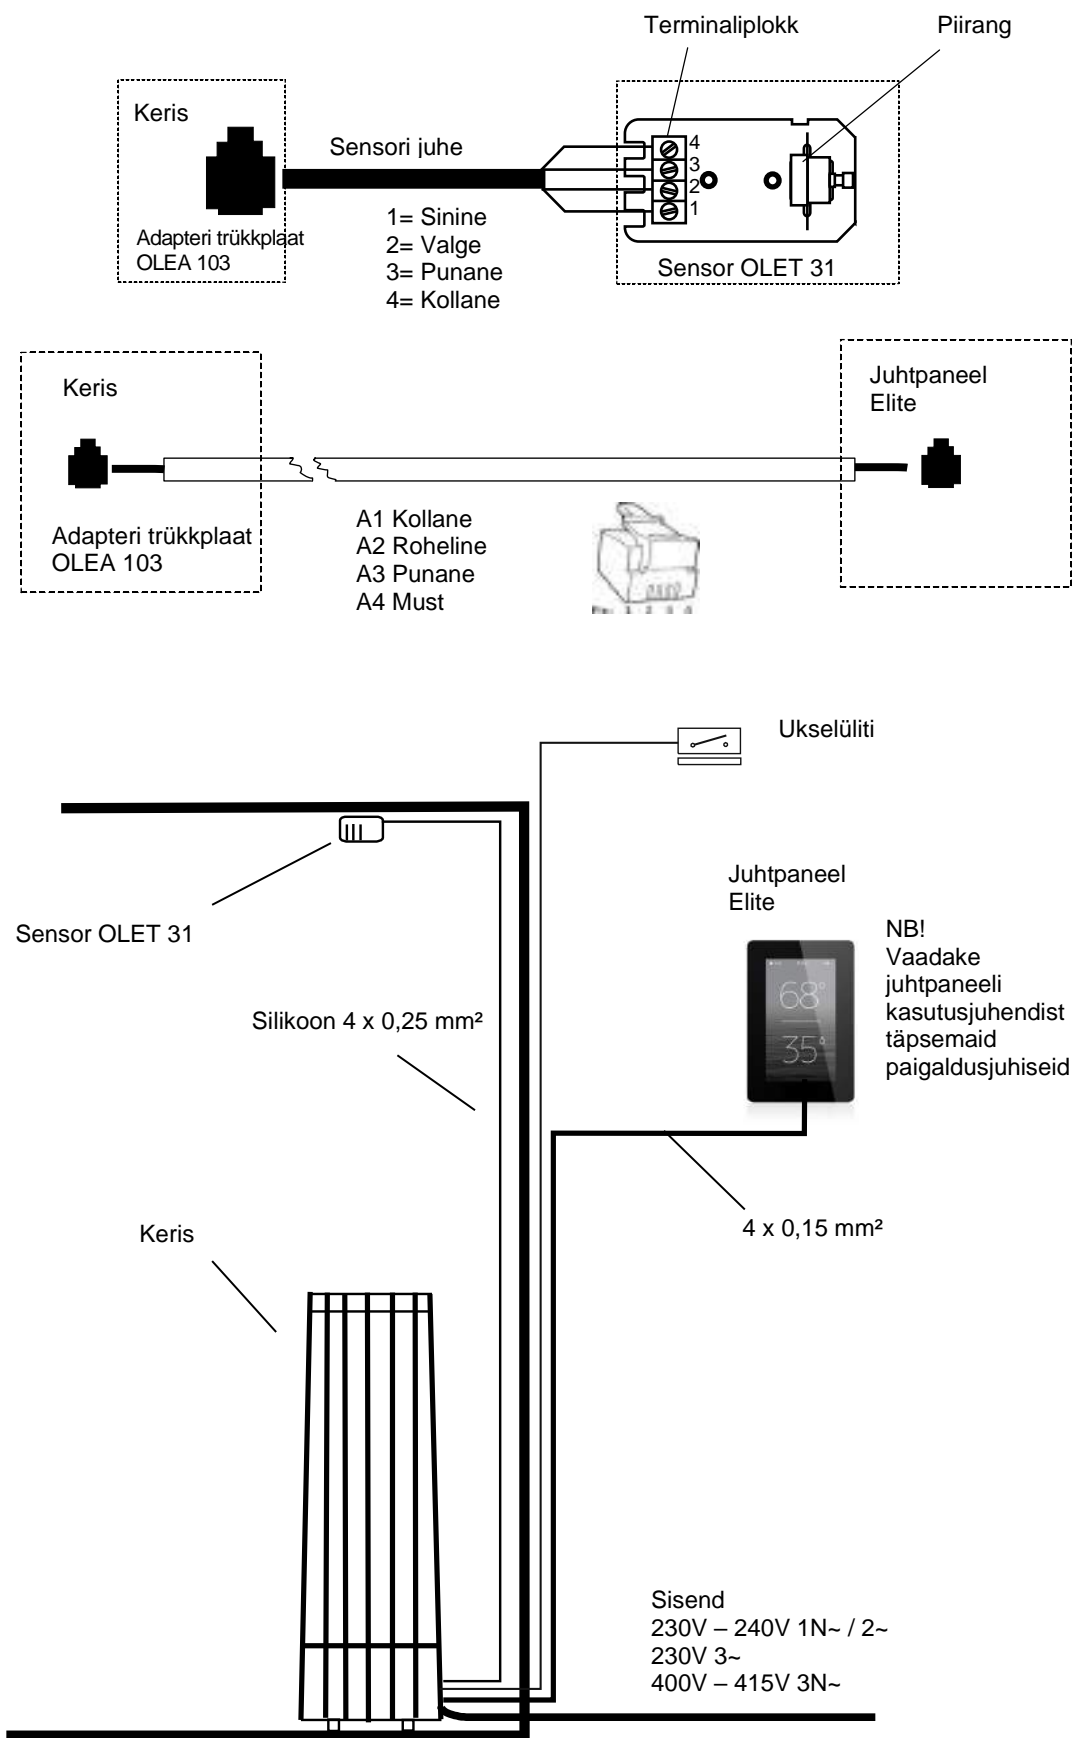 Terminaliplokk
Piirang
Keris
Sensori juhe
4
3
2
1
Adapteri trükkplaat
OLEA 103
1= Sinine
2= Valge
3= Punane
4= Kollane
Sensor OLET 31
Keris
Juhtpaneel
Elite
Adapteri trükkplaat
OLEA 103
A1 Kollane
A2 Roheline
A3 Punane
A4 Must
Ukselüliti
Sensor OLET 31
Juhtpaneel
Elite
NB!
Vaadake
juhtpaneeli
kasutusjuhendist
täpsemaid
paigaldusjuhiseid
68°
35°
Silikoon 4 x 0,25 mm²
4 x 0,15 mm²
Keris
Sisend
230V – 240V 1N~ / 2~
230V 3~
400V – 415V 3N~